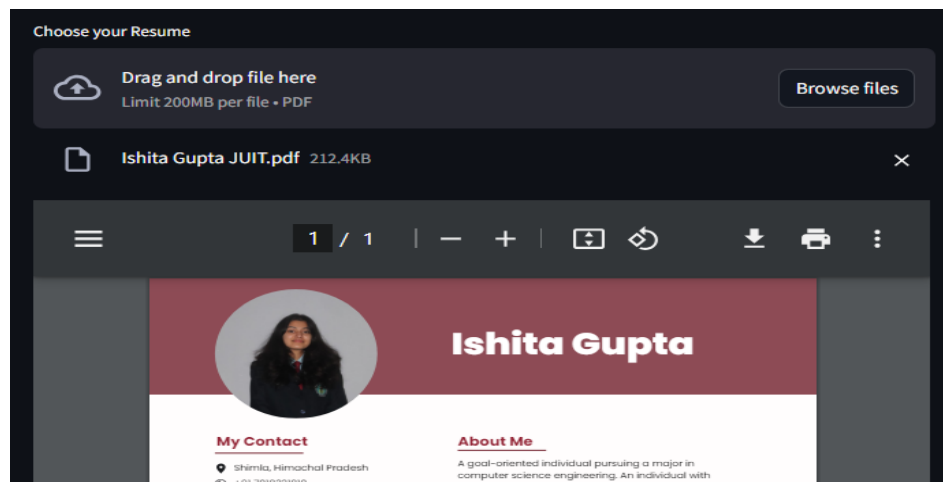 Choose your Resume
Drag and drop file here
Limit 200MB per file • PDF
Browse files
Ishita Gupta JUIT.pdf 212.4KB
1 / 1
Ishita Gupta
My Contact
Shimla, Himachal Pradesh
About Me
A goal-oriented individual pursuing a major in
computer science engineering. An individual with